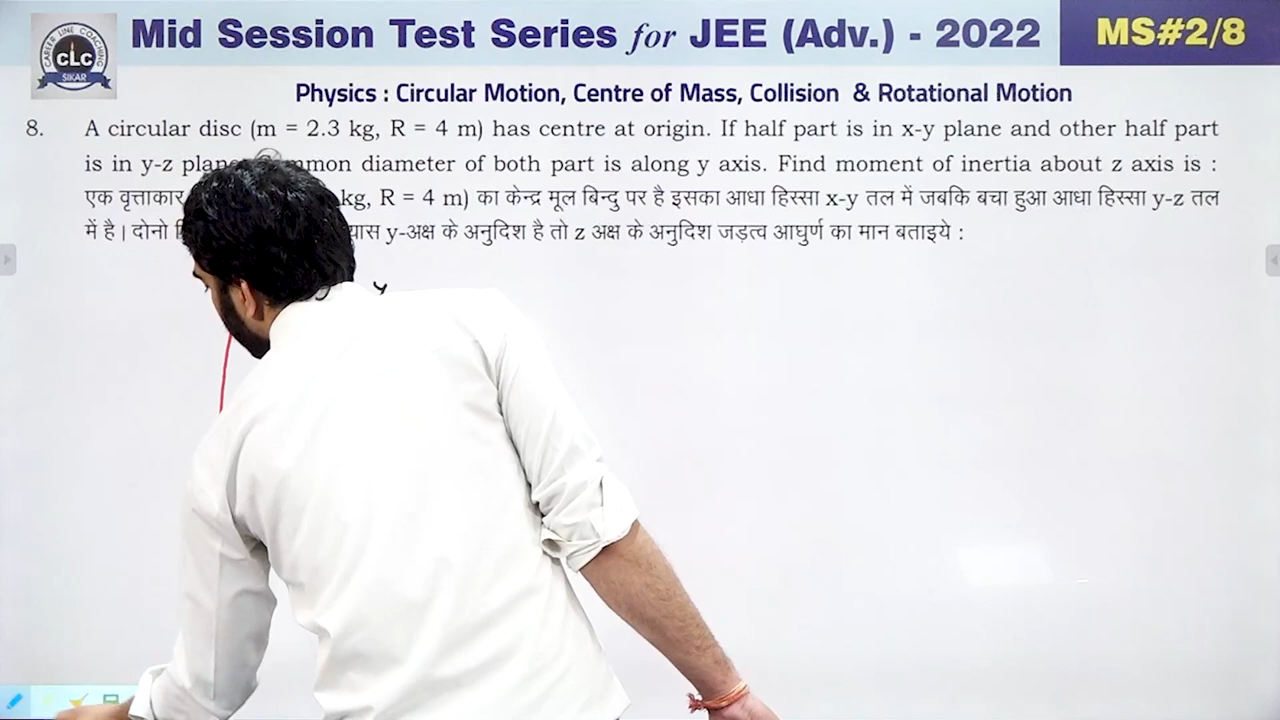 CAREER LINE COACHING
CLC
SIKAR
Mid Session Test Series for JEE (Adv.) - 2022
MS#2/8
Physics : Circular Motion, Centre of Mass, Collision & Rotational Motion
8. A circular disc (m = 2.3 kg, R = 4 m) has centre at origin. If half part is in x-y plane and other half part
is in y-z diameter of both part is along y axis. Find moment of inertia about z axis is :
एक वृत्ताकार kg, R = 4 m) का केन्द्र मूल बिन्दु पर है इसका आधा हिस्सा x-y तल में जबकि बचा हुआ आधा हिस्सा y-z तल
में है। दोनो y-अक्ष के अनुदिश है तो z अक्ष के अनुदिश जड़त्व आघुर्ण का मान बताइये :